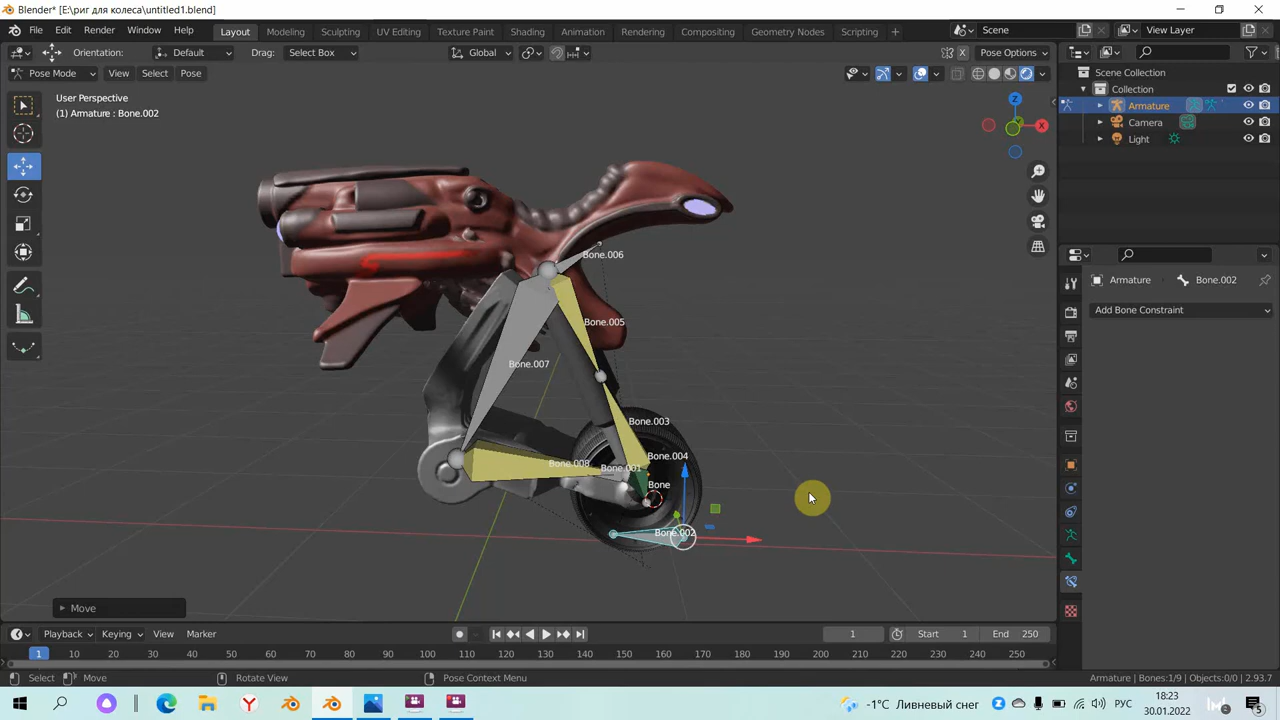 Blender* [E:\риг для колеса\untitled1.blend]
File Edit Render Window Help Layout Modeling Sculpting UV Editing Texture Paint Shading Animation Rendering Compositing Geometry Nodes Scripting + Scene View Layer
Orientation: Default Drag: Select Box Global Pose Options
Pose Mode View Select Pose
User Perspective
(1) Armature : Bone.002
Scene Collection
Collection
Armature
Camera
Light
Z
X
Bone.006
Bone.005
Bone.007
Bone.003
Bone.004
Bone.008
Bone.001
Bone
Bone.002
Armature Bone.002
Add Bone Constraint
Move
Playback Keying View Marker 1 Start 1 End 250
1 10 20 30 40 50 60 70 80 90 100 110 120 130 140 150 160 170 180 190 200 210 220 230 240 250
Select Move Rotate View Pose Context Menu Armature | Bones:1/9 | Objects:0/0 | 2.93.7
-1°C Ливневый снег РУС 18:23 30.01.2022 5